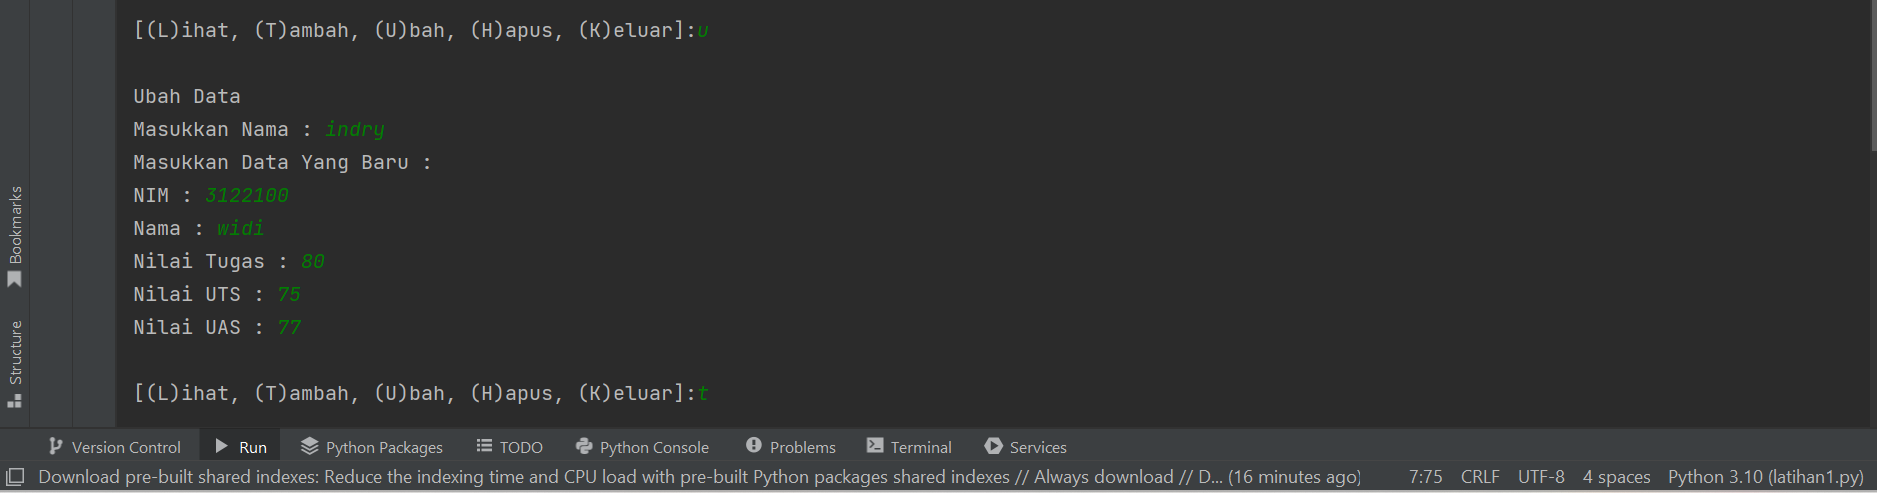 [(L)ihat, (T)ambah, (U)bah, (H)apus, (K)eluar]:u
Ubah Data
Masukkan Nama : indry
Masukkan Data Yang Baru :
NIM : 3122100
Nama : widi
Nilai Tugas : 80
Nilai UTS : 75
Nilai UAS : 77
[(L)ihat, (T)ambah, (U)bah, (H)apus, (K)eluar]:t
Bookmarks
Structure
Version Control Run Python Packages TODO Python Console Problems Terminal Services
Download pre-built shared indexes: Reduce the indexing time and CPU load with pre-built Python packages shared indexes // Always download // D... (16 minutes ago) 7:75 CRLF UTF-8 4 spaces Python 3.10 (latihan1.py)